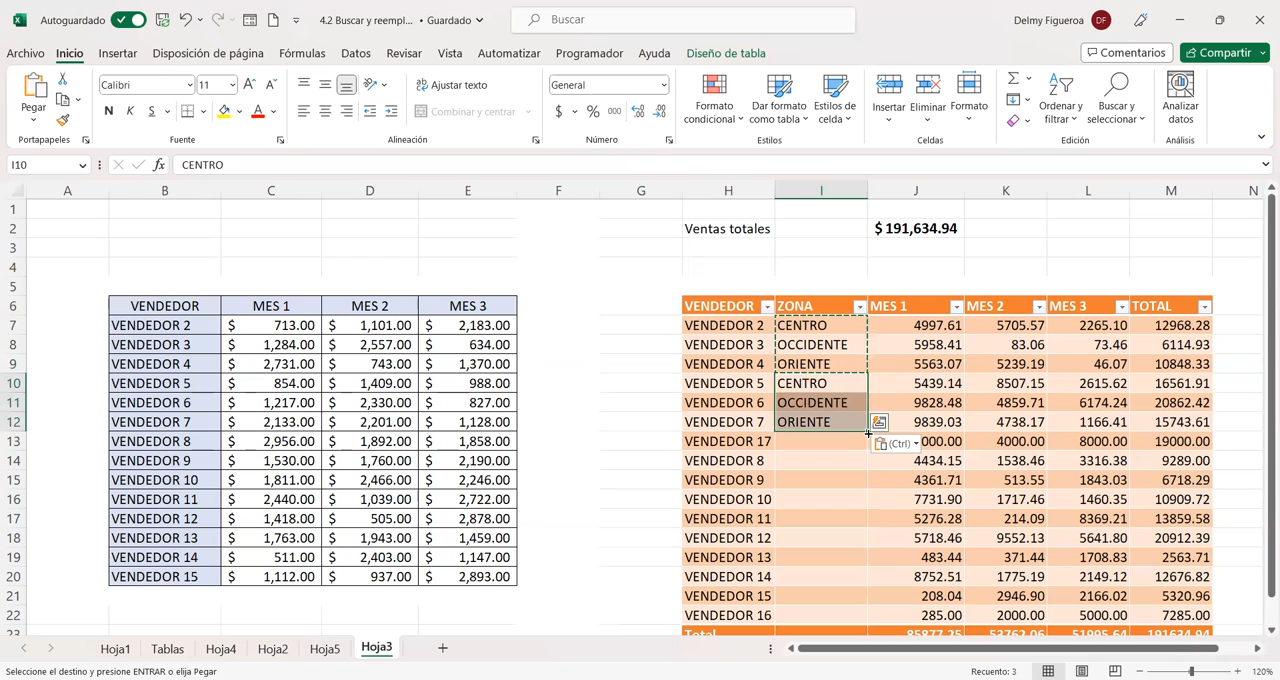 Autoguardado 4.2 Buscar y reempl... • Guardado Buscar Delmy Figueroa DF
Archivo Inicio Insertar Disposición de página Fórmulas Datos Revisar Vista Automatizar Programador Ayuda Diseño de tabla Comentarios Compartir
Pegar Calibri 11 A A Ajustar texto General Formato condicional Dar formato como tabla Estilos de celda Insertar Eliminar Formato Ordenar y filtrar Buscar y seleccionar Analizar datos
N K S A Combinar y centrar $ % 000
Portapapeles Fuente Alineación Número Estilos Celdas Edición Análisis
I10 fx CENTRO
A B C D E F G H I J K L M N
1
2 Ventas totales $ 191,634.94
3
4
5
6 VENDEDOR MES 1 MES 2 MES 3 VENDEDOR ZONA MES 1 MES 2 MES 3 TOTAL
7 VENDEDOR 2 $ 713.00 $ 1,101.00 $ 2,183.00 VENDEDOR 2 CENTRO 4997.61 5705.57 2265.10 12968.28
8 VENDEDOR 3 $ 1,284.00 $ 2,557.00 $ 634.00 VENDEDOR 3 OCCIDENTE 5958.41 83.06 73.46 6114.93
9 VENDEDOR 4 $ 2,731.00 $ 743.00 $ 1,370.00 VENDEDOR 4 ORIENTE 5563.07 5239.19 46.07 10848.33
10 VENDEDOR 5 $ 854.00 $ 1,409.00 $ 988.00 VENDEDOR 5 CENTRO 5439.14 8507.15 2615.62 16561.91
11 VENDEDOR 6 $ 1,217.00 $ 2,330.00 $ 827.00 VENDEDOR 6 OCCIDENTE 9828.48 4859.71 6174.24 20862.42
12 VENDEDOR 7 $ 2,133.00 $ 2,201.00 $ 1,128.00 VENDEDOR 7 ORIENTE 9839.03 4738.17 1166.41 15743.61
13 VENDEDOR 8 $ 2,956.00 $ 1,892.00 $ 1,858.00 VENDEDOR 17 (Ctrl) 000.00 4000.00 8000.00 19000.00
14 VENDEDOR 9 $ 1,530.00 $ 1,760.00 $ 2,190.00 VENDEDOR 8 4434.15 1538.46 3316.38 9289.00
15 VENDEDOR 10 $ 1,811.00 $ 2,466.00 $ 2,246.00 VENDEDOR 9 4361.71 513.55 1843.03 6718.29
16 VENDEDOR 11 $ 2,440.00 $ 1,039.00 $ 2,722.00 VENDEDOR 10 7731.90 1717.46 1460.35 10909.72
17 VENDEDOR 12 $ 1,418.00 $ 505.00 $ 2,878.00 VENDEDOR 11 5276.28 214.09 8369.21 13859.58
18 VENDEDOR 13 $ 1,763.00 $ 1,943.00 $ 1,459.00 VENDEDOR 12 5718.46 9552.13 5641.80 20912.39
19 VENDEDOR 14 $ 511.00 $ 2,403.00 $ 1,147.00 VENDEDOR 13 483.44 371.44 1708.83 2563.71
20 VENDEDOR 15 $ 1,112.00 $ 937.00 $ 2,893.00 VENDEDOR 14 8752.51 1775.19 2149.12 12676.82
21 VENDEDOR 15 208.04 2946.90 2166.02 5320.96
22 VENDEDOR 16 285.00 2000.00 5000.00 7285.00
23 Total 85877.25 53762.06 51995.64 191634.94
Hoja1 Tablas Hoja4 Hoja2 Hoja5 Hoja3
Seleccione el destino y presione ENTRAR o elija Pegar Recuento: 3 120%